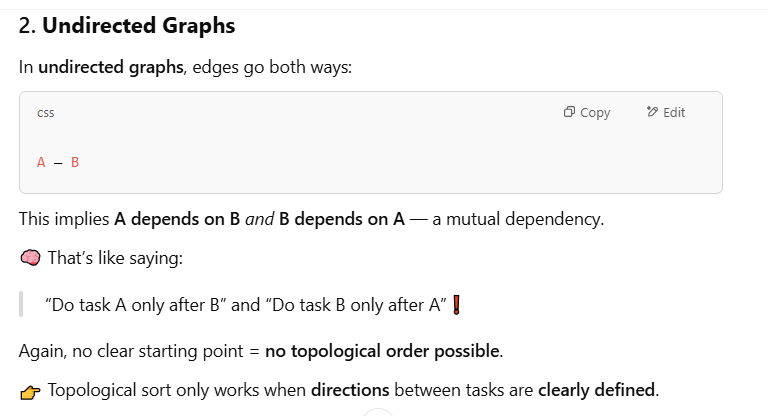 2. Undirected Graphs
In undirected graphs, edges go both ways:
css
Copy
Edit
A — B
This implies A depends on B and B depends on A — a mutual dependency.
🧠 That's like saying:
“Do task A only after B” and “Do task B only after A”❗
Again, no clear starting point = no topological order possible.
👉 Topological sort only works when directions between tasks are clearly defined.